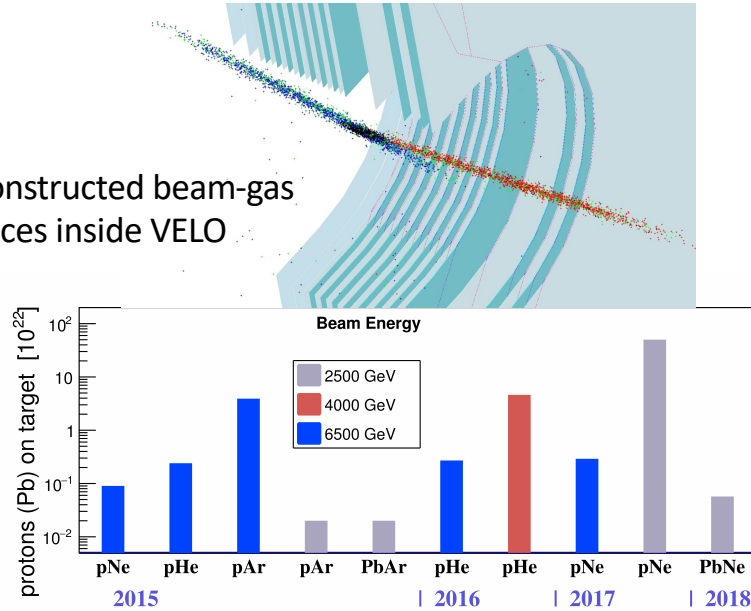 onstructed beam-gas
ces inside VELO
Beam Energy
2500 GeV
4000 GeV
6500 GeV
protons (Pb) on target [10²²]
10²
10
1
10⁻¹
10⁻²
pNe pHe pAr pAr PbAr pHe pHe pNe pNe PbNe
2015 | 2016 | 2017 | 2018